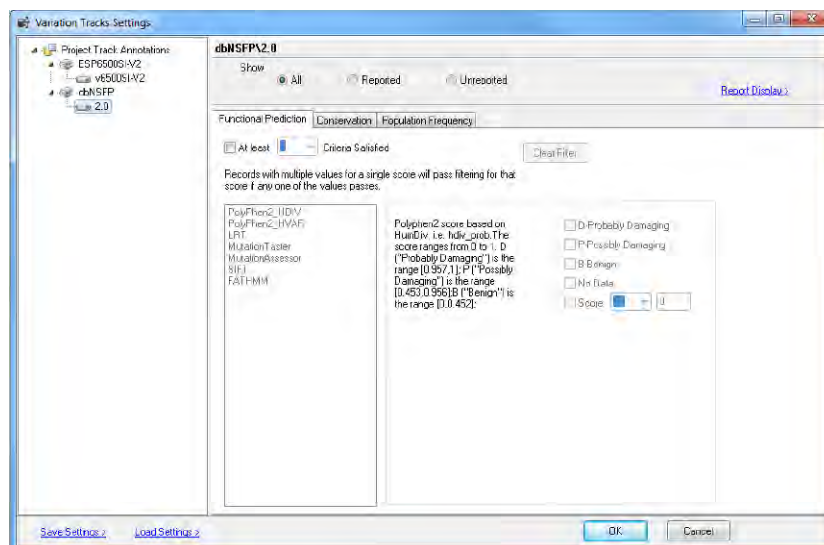 Variation Tracks Settings
Project Track Annotations
ESP6500SI-V2
v6500SI-V2
dbNSFP
2.0
dbNSFP\2.0
Show
All
Reported
Unreported
Report Display >
Functional Prediction
Conservation
Population Frequency
At least
Criteria Satisfied
Clear Filter
Records with multiple values for a single score will pass filtering for that
score if any one of the values passes.
PolyPhen2_HDIV
PolyPhen2_HVAR
LRT
MutationTaster
MutationAssessor
SIFT
FATHMM
Polyphen2 score based on
HumDiv, i.e. hdiv_prob.The
score ranges from 0 to 1. D
("Probably Damaging") is the
range [0.957,1]; P ("Possibly
Damaging") is the range
[0.453,0.956];B ("Benign") is
the range [0,0.452];
D-Probably Damaging
P-Possibly Damaging
B-Benign
No Data
Score
Save Settings >
Load Settings >
OK
Cancel